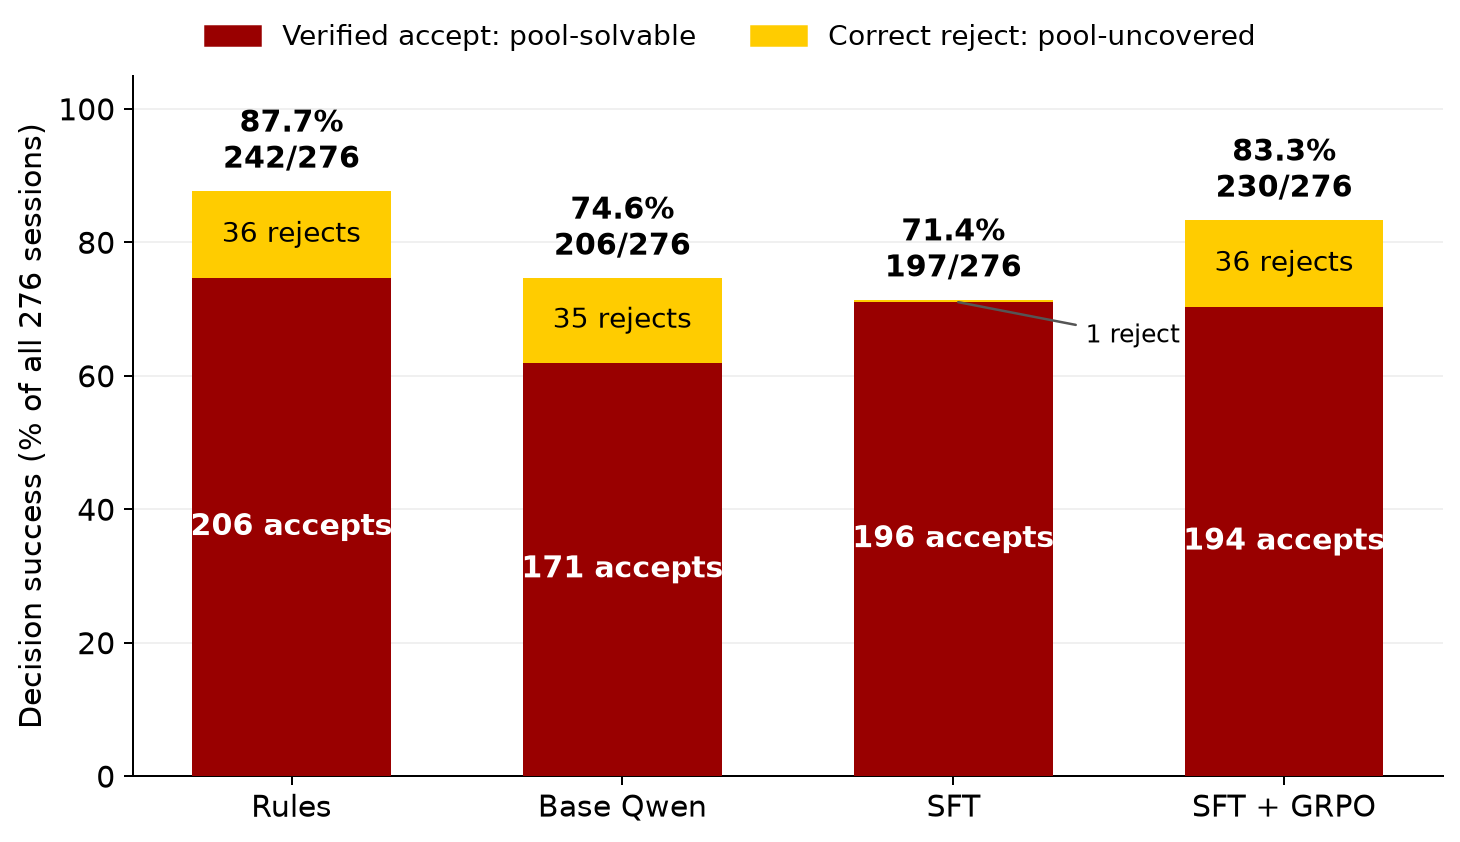 Verified accept: pool-solvable
Correct reject: pool-uncovered
Decision success (% of all 276 sessions)
100
80
60
40
20
0
87.7%
242/276
36 rejects
206 accepts
74.6%
206/276
35 rejects
171 accepts
71.4%
197/276
1 reject
196 accepts
83.3%
230/276
36 rejects
194 accepts
Rules
Base Qwen
SFT
SFT + GRPO